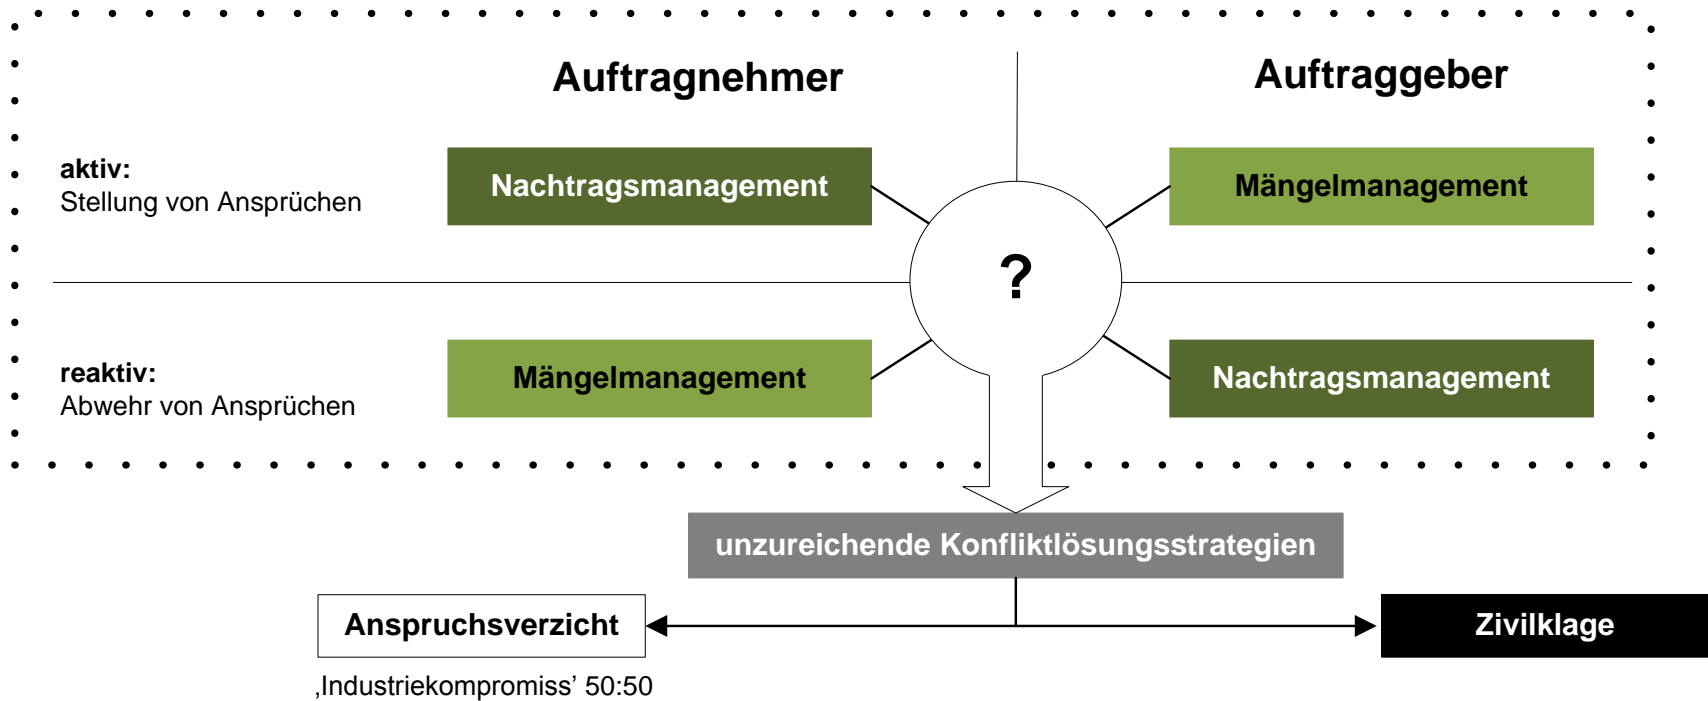 Auftragnehmer
Auftraggeber
aktiv:
Stellung von Ansprüchen
Nachtragsmanagement
Mängelmanagement
?
reaktiv:
Abwehr von Ansprüchen
Mängelmanagement
Nachtragsmanagement
unzureichende Konfliktlösungsstrategien
Anspruchsverzicht
Zivilklage
‚Industriekompromiss’ 50:50